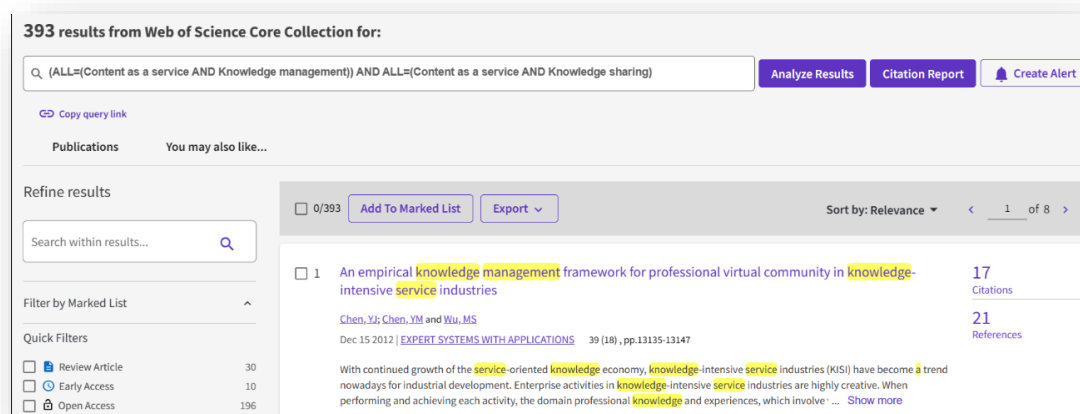 393 results from Web of Science Core Collection for:
(ALL=(Content as a service AND Knowledge management)) AND ALL=(Content as a service AND Knowledge sharing)
Analyze Results
Citation Report
Create Alert
Copy query link
Publications
You may also like...
Refine results
0/393
Add To Marked List
Export
Sort by: Relevance
1 of 8
Search within results...
Filter by Marked List
Quick Filters
Review Article 30
Early Access 10
Open Access 196
1
An empirical knowledge management framework for professional virtual community in knowledge-
intensive service industries
Chen, YJ; Chen, YM and Wu, MS
Dec 15 2012 | EXPERT SYSTEMS WITH APPLICATIONS 39 (18) , pp.13135-13147
With continued growth of the service-oriented knowledge economy, knowledge-intensive service industries (KISI) have become a trend
nowadays for industrial development. Enterprise activities in knowledge-intensive service industries are highly creative. When
performing and achieving each activity, the domain professional knowledge and experiences, which involve ... Show more
17
Citations
21
References